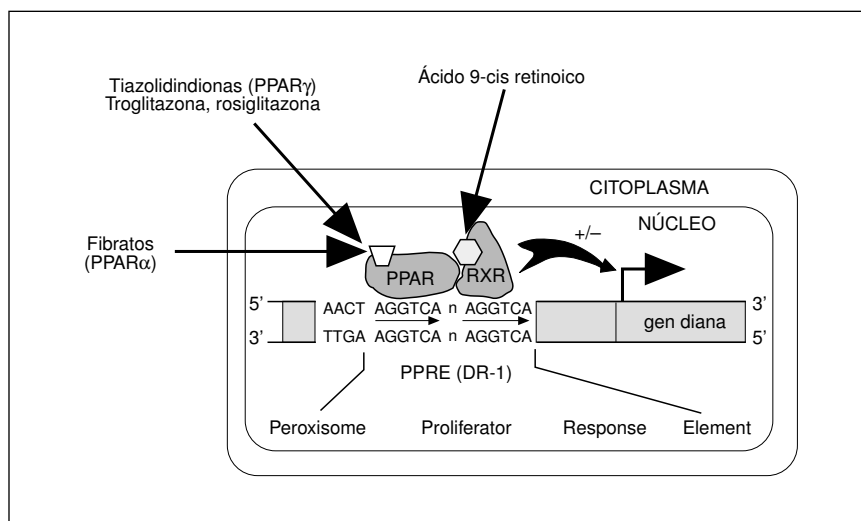 Tiazolidindionas (PPARγ)
Troglitazona, rosiglitazona
Ácido 9-cis retinoico
CITOPLASMA
NÚCLEO
+/–
Fibratos
(PPARα)
PPAR
RXR
5’ AACT AGGTCA n AGGTCA 3’
gen diana
3’ TTGA AGGTCA n AGGTCA 5’
PPRE (DR-1)
Peroxisome Proliferator Response Element